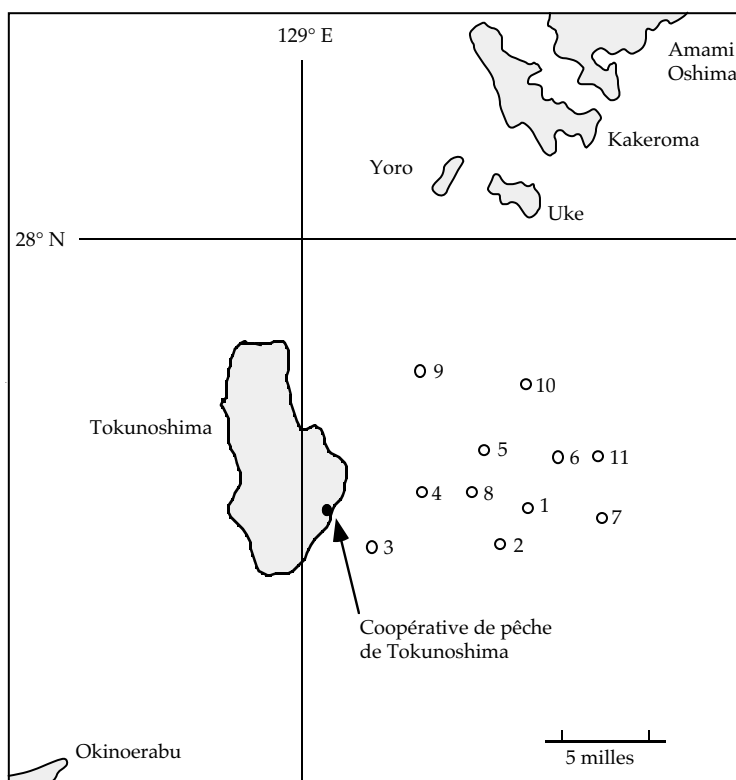 129° E
Amami
Oshima
Kakeroma
Yoro
Uke
28° N
9
10
Tokunoshima
5
6
11
4
8
1
7
3
2
Coopérative de pêche
de Tokunoshima
Okinoerabu
5 milles